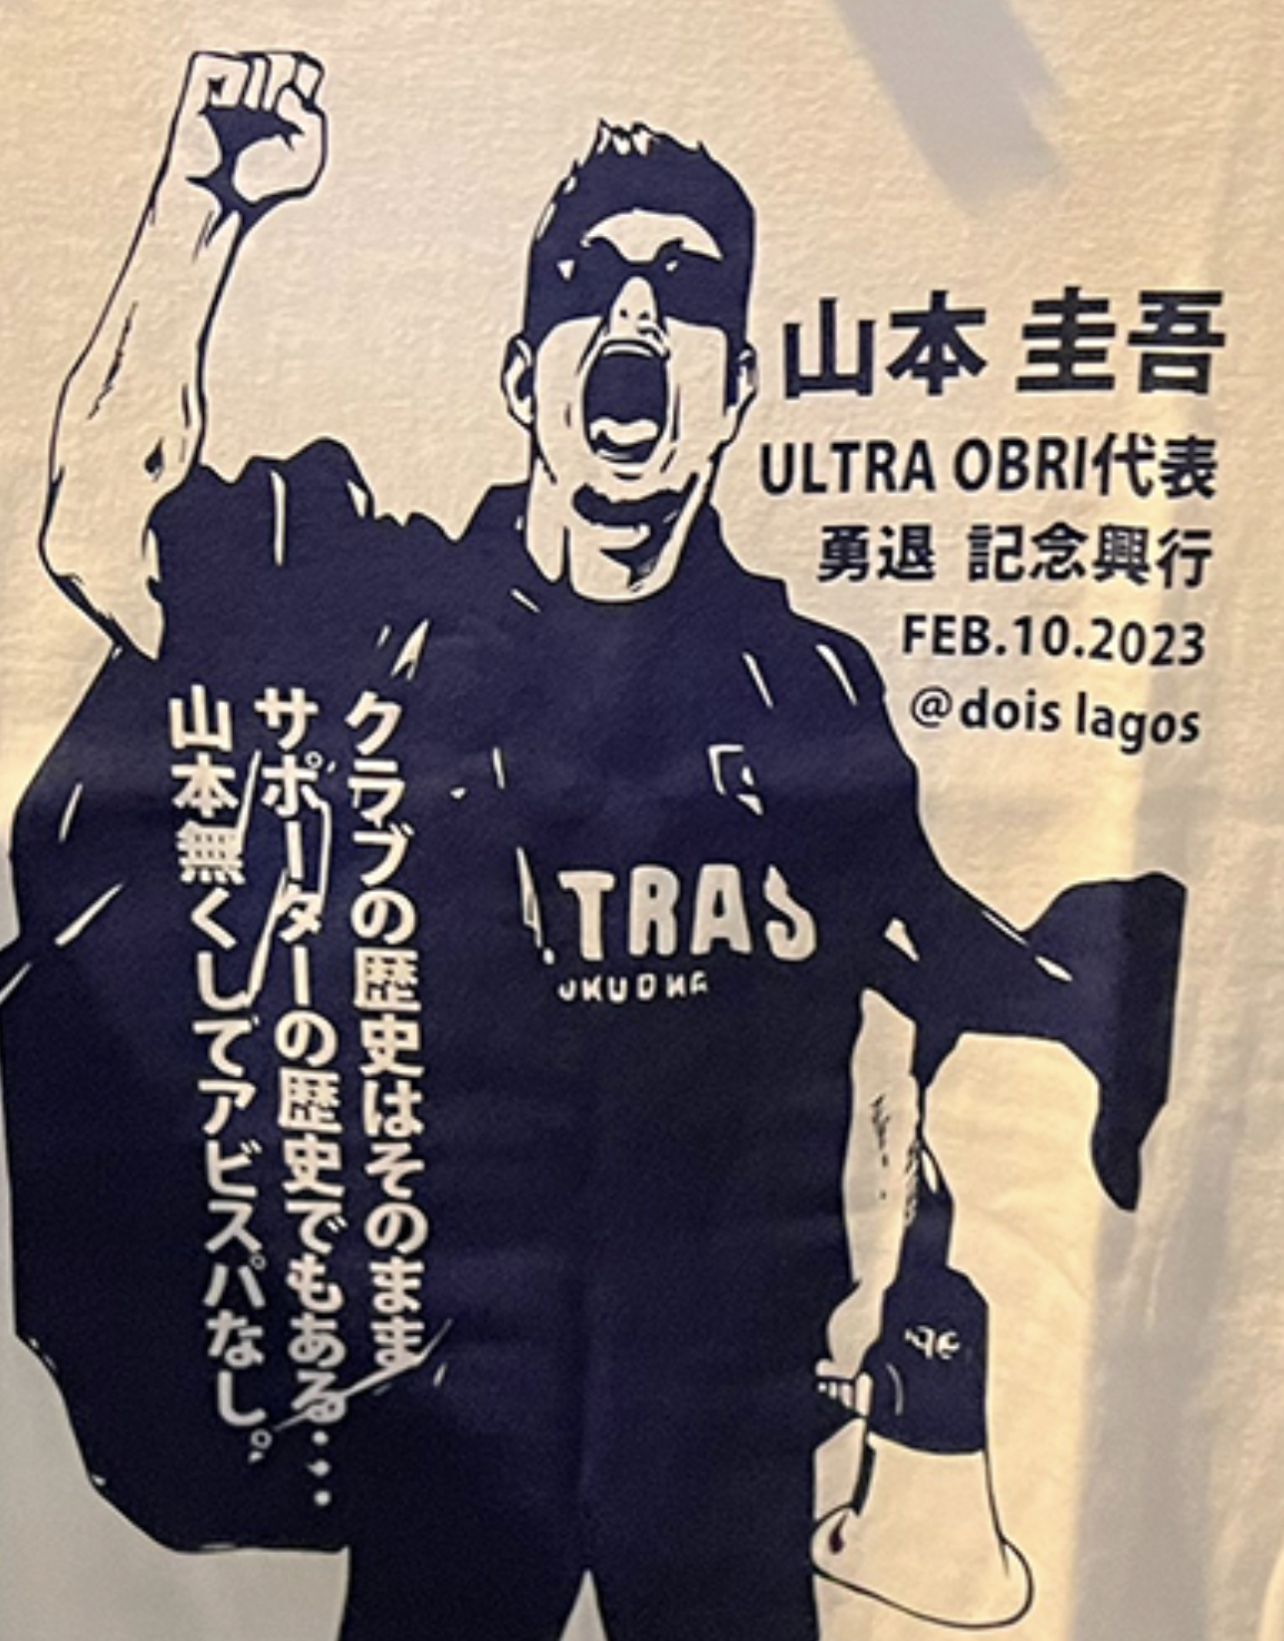 山本 圭吾
ULTRA OBRI代表
勇退 記念興行
FEB.10.2023
@dois lagos
クラブの歴史はそのまま
サポーターの歴史でもある…
山本無くしてアビスパなし。
TRAS